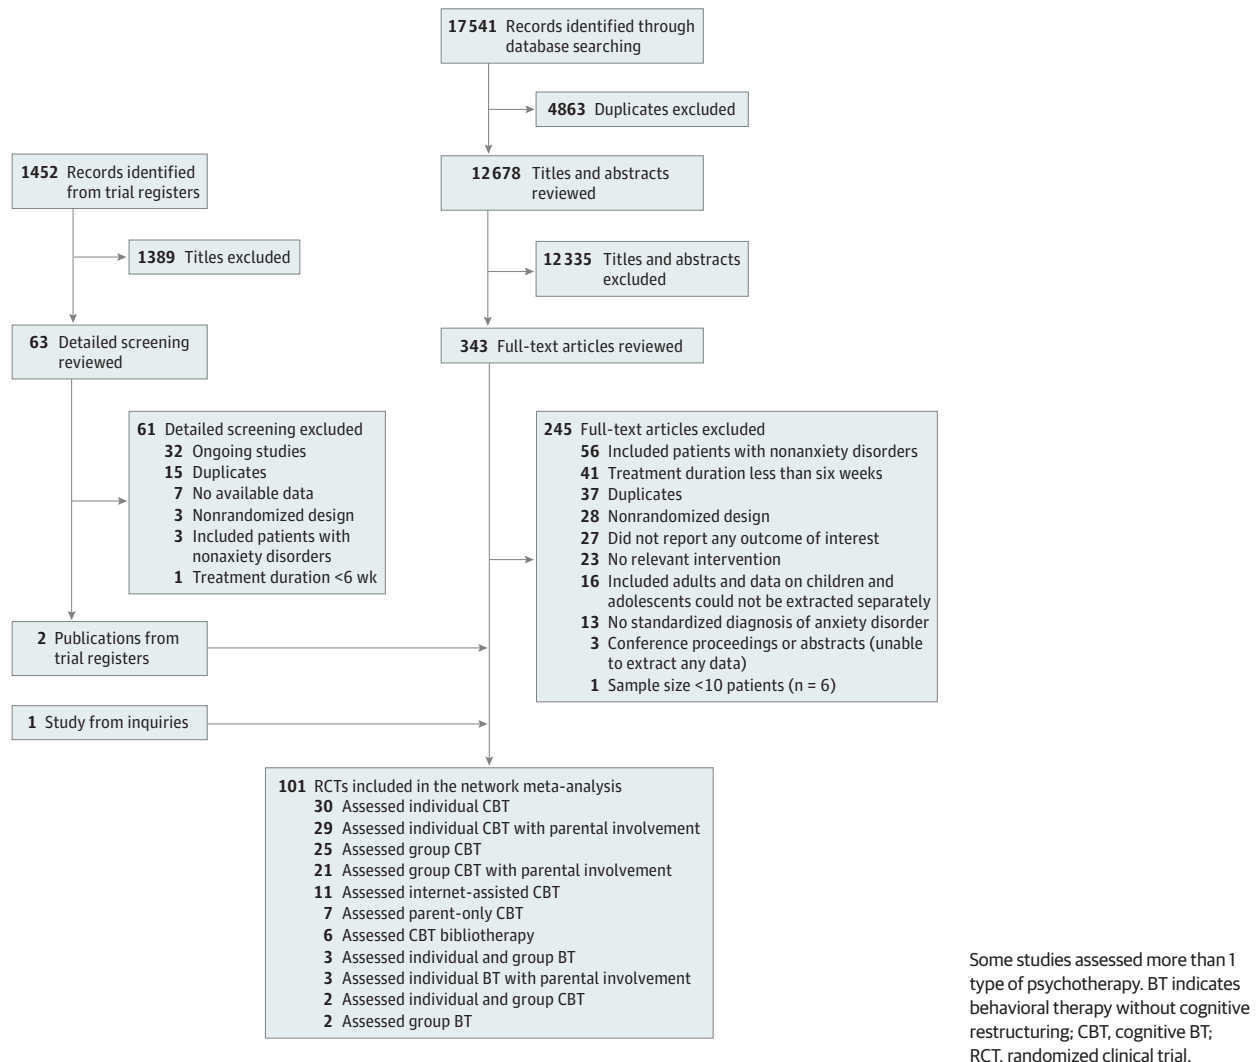 17541 Records identified through
database searching
4863 Duplicates excluded
1452 Records identified
from trial registers
12678 Titles and abstracts
reviewed
1389 Titles excluded
12335 Titles and abstracts
excluded
63 Detailed screening
reviewed
343 Full-text articles reviewed
61 Detailed screening excluded
32 Ongoing studies
15 Duplicates
7 No available data
3 Nonrandomized design
3 Included patients with
nonaxiety disorders
1 Treatment duration <6 wk
245 Full-text articles excluded
56 Included patients with nonanxiety disorders
41 Treatment duration less than six weeks
37 Duplicates
28 Nonrandomized design
27 Did not report any outcome of interest
23 No relevant intervention
16 Included adults and data on children and
adolescents could not be extracted separately
13 No standardized diagnosis of anxiety disorder
3 Conference proceedings or abstracts (unable
to extract any data)
1 Sample size <10 patients (n = 6)
2 Publications from
trial registers
1 Study from inquiries
101 RCTs included in the network meta-analysis
30 Assessed individual CBT
29 Assessed individual CBT with parental involvement
25 Assessed group CBT
21 Assessed group CBT with parental involvement
11 Assessed internet-assisted CBT
7 Assessed parent-only CBT
6 Assessed CBT bibliotherapy
3 Assessed individual and group BT
3 Assessed individual BT with parental involvement
2 Assessed individual and group CBT
2 Assessed group BT
Some studies assessed more than 1
type of psychotherapy. BT indicates
behavioral therapy without cognitive
restructuring; CBT, cognitive BT;
RCT, randomized clinical trial.